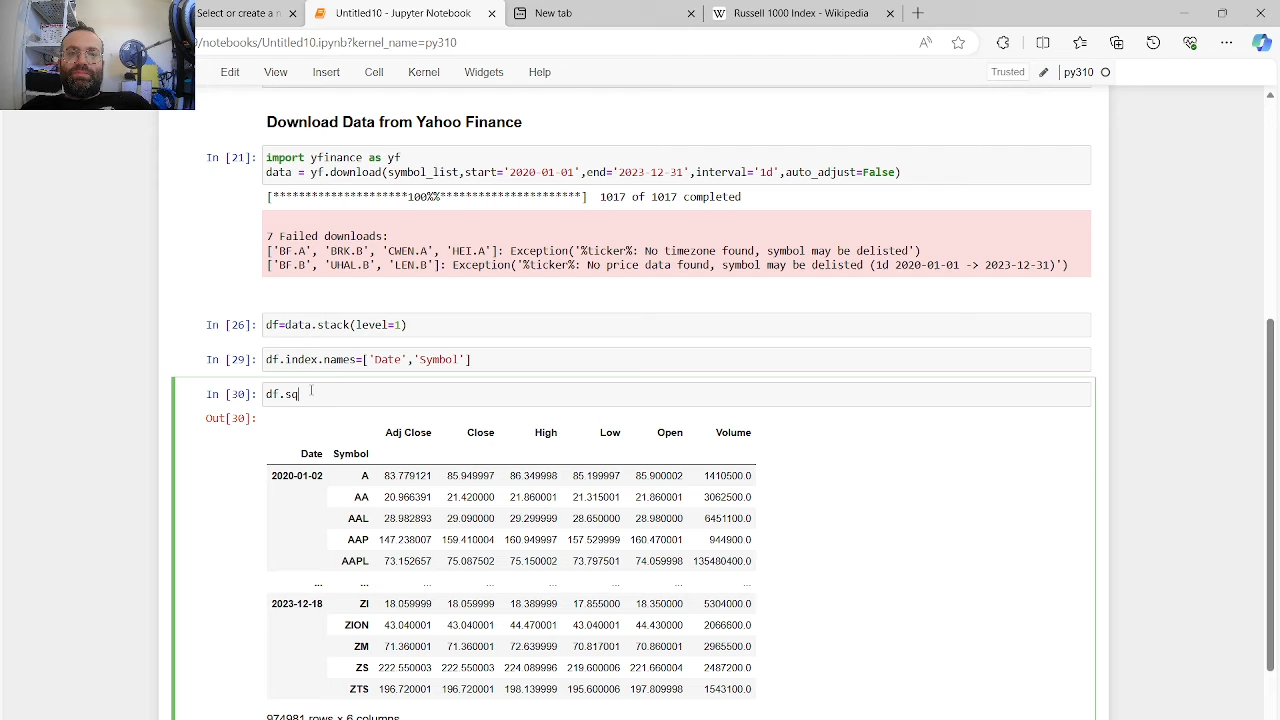 Select or create a n
Untitled10 - Jupyter Notebook
New tab
W Russell 1000 Index - Wikipedia
/notebooks/Untitled10.ipynb?kernel_name=py310
Edit View Insert Cell Kernel Widgets Help Trusted py310
Download Data from Yahoo Finance
In [21]: import yfinance as yf
data = yf.download(symbol_list,start='2020-01-01',end='2023-12-31',interval='1d',auto_adjust=False)
[**********************100%%**********************] 1017 of 1017 completed
7 Failed downloads:
['BF.A', 'BRK.B', 'CWEN.A', 'HEI.A']: Exception('%ticker%: No timezone found, symbol may be delisted')
['BF.B', 'UHAL.B', 'LEN.B']: Exception('%ticker%: No price data found, symbol may be delisted (1d 2020-01-01 -> 2023-12-31)')
In [26]: df=data.stack(level=1)
In [29]: df.index.names=['Date','Symbol']
In [30]: df.sq
Out[30]:
Adj Close Close High Low Open Volume
Date Symbol
2020-01-02 A 83.779121 85.949997 86.349998 85.199997 85.900002 1410500.0
AA 20.966391 21.420000 21.860001 21.315001 21.860001 3062500.0
AAL 28.982893 29.090000 29.299999 28.650000 28.980000 6451100.0
AAP 147.238007 159.410004 160.949997 157.529999 160.470001 944900.0
AAPL 73.152657 75.087502 75.150002 73.797501 74.059998 135480400.0
... ... ... ... ... ... ... ...
2023-12-18 ZI 18.059999 18.059999 18.389999 17.855000 18.350000 5304000.0
ZION 43.040001 43.040001 44.470001 43.040001 44.430000 2066600.0
ZM 71.360001 71.360001 72.639999 70.817001 70.860001 2965500.0
ZS 222.550003 222.550003 224.089996 219.600006 221.660004 2487200.0
ZTS 196.720001 196.720001 198.139999 195.600006 197.809998 1543100.0
974981 rows x 6 columns